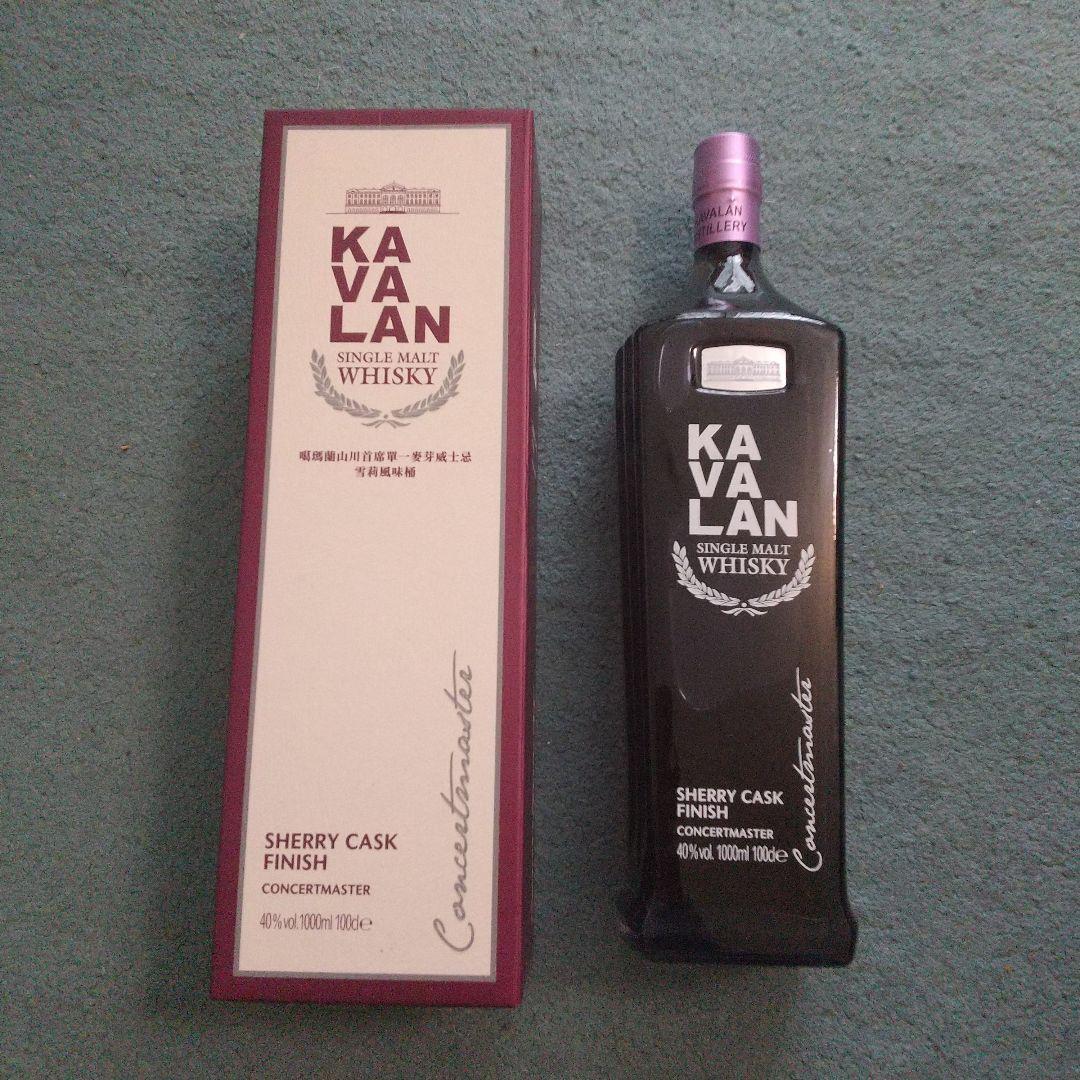 KA
VA
LAN
SINGLE MALT
WHISKY
噶瑪蘭山川首席單一麥芽威士忌
雪莉風味桶
Concertmaster
SHERRY CASK
FINISH
CONCERTMASTER
40%vol. 1000ml 100cl℮
AVALAN
TILLERY
KA
VA
LAN
SINGLE MALT
WHISKY
Concertmaster
SHERRY CASK
FINISH
CONCERTMASTER
40%vol. 1000ml 100cl℮